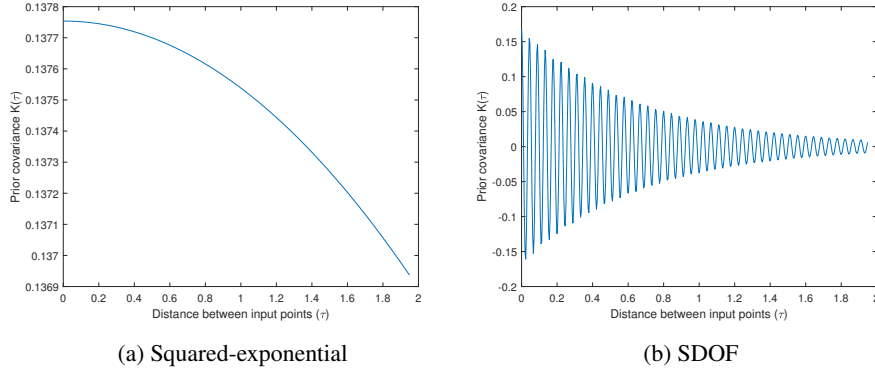 0.1378
0.1377
0.1376
0.1375
0.1374
0.1373
0.1372
0.1371
0.137
0.1369
Prior covariance K(τ)
0 0.2 0.4 0.6 0.8 1 1.2 1.4 1.6 1.8 2
Distance between input points (τ)
(a) Squared-exponential
0.2
0.15
0.1
0.05
0
-0.05
-0.1
-0.15
-0.2
Prior covariance K(τ)
0 0.2 0.4 0.6 0.8 1 1.2 1.4 1.6 1.8 2
Distance between input points (τ)
(b) SDOF